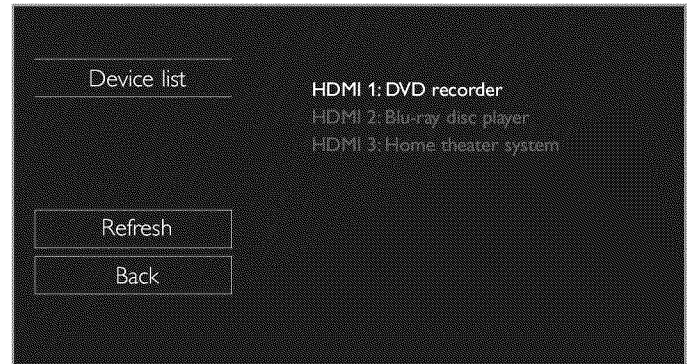 Device list
HDMI 1: DVD recorder
HDMI 2: Blu-ray disc player
HDMI 3: Home theater system
Refresh
Back